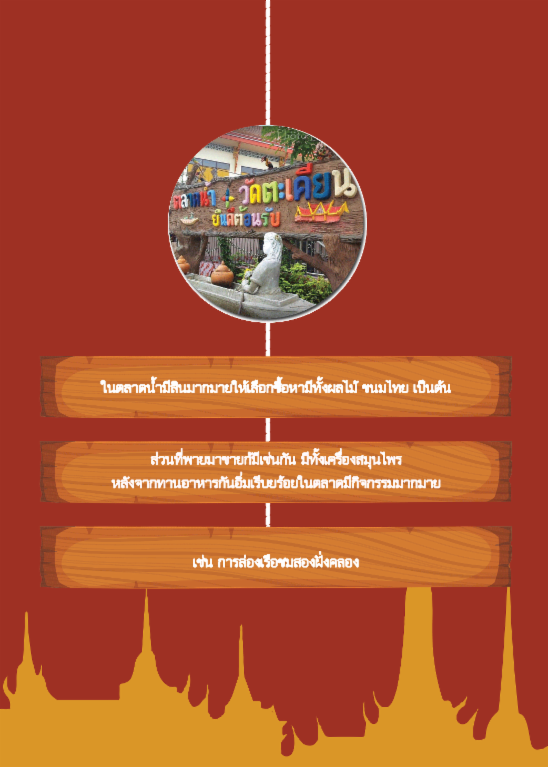 ตลาดน้ำ วัดตะเคียน
ยินดีต้อนรับ
ในตลาดน้ำมีสินมากมายให้เลือกซื้อหามีทั้งผลไม้ ขนมไทย เป็นต้น
ส่วนที่พายมาขายก็มีเช่นกัน มีทั้งเครื่องสมุนไพร
หลังจากทานอาหารกันอิ่มเรียบร้อยในตลาดมีกิจกรรมมากมาย
เช่น การล่องเรือชมสองฝั่งคลอง